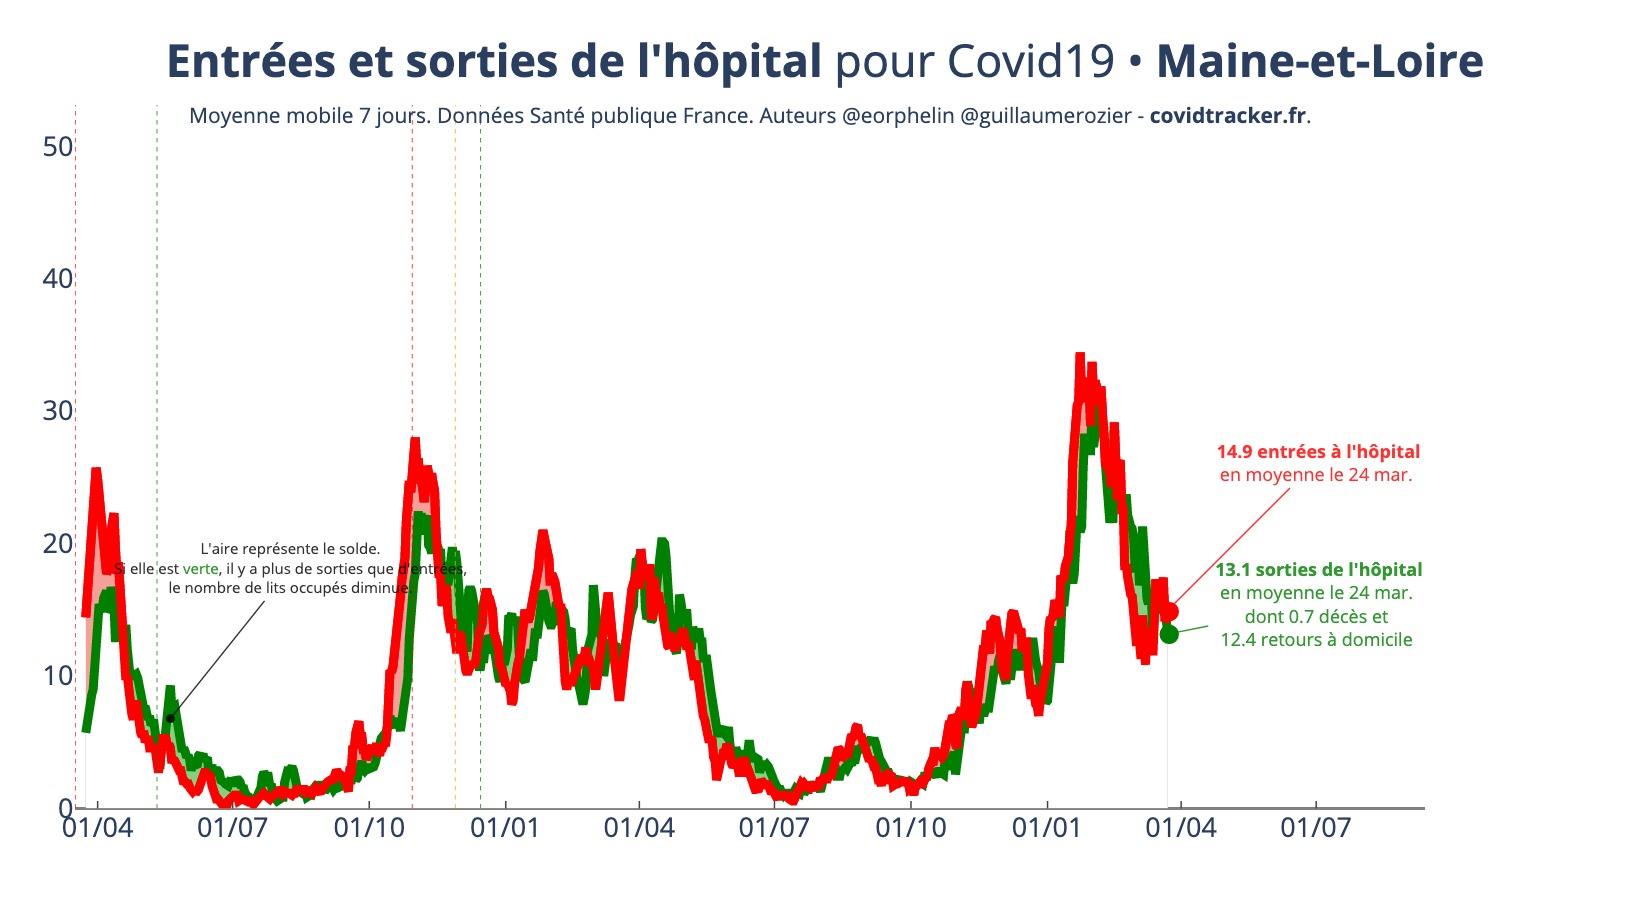 Entrées et sorties de l'hôpital pour Covid19 • Maine-et-Loire
Moyenne mobile 7 jours. Données Santé publique France. Auteurs @eorphelin @guillaumerozier - covidtracker.fr.
50
40
30
20
10
0
L'aire représente le solde.
Si elle est verte, il y a plus de sorties que d'entrées,
le nombre de lits occupés diminue.
14.9 entrées à l'hôpital
en moyenne le 24 mar.
13.1 sorties de l'hôpital
en moyenne le 24 mar.
dont 0.7 décès et
12.4 retours à domicile
01/04 01/07 01/10 01/01 01/04 01/07 01/10 01/01 01/04 01/07